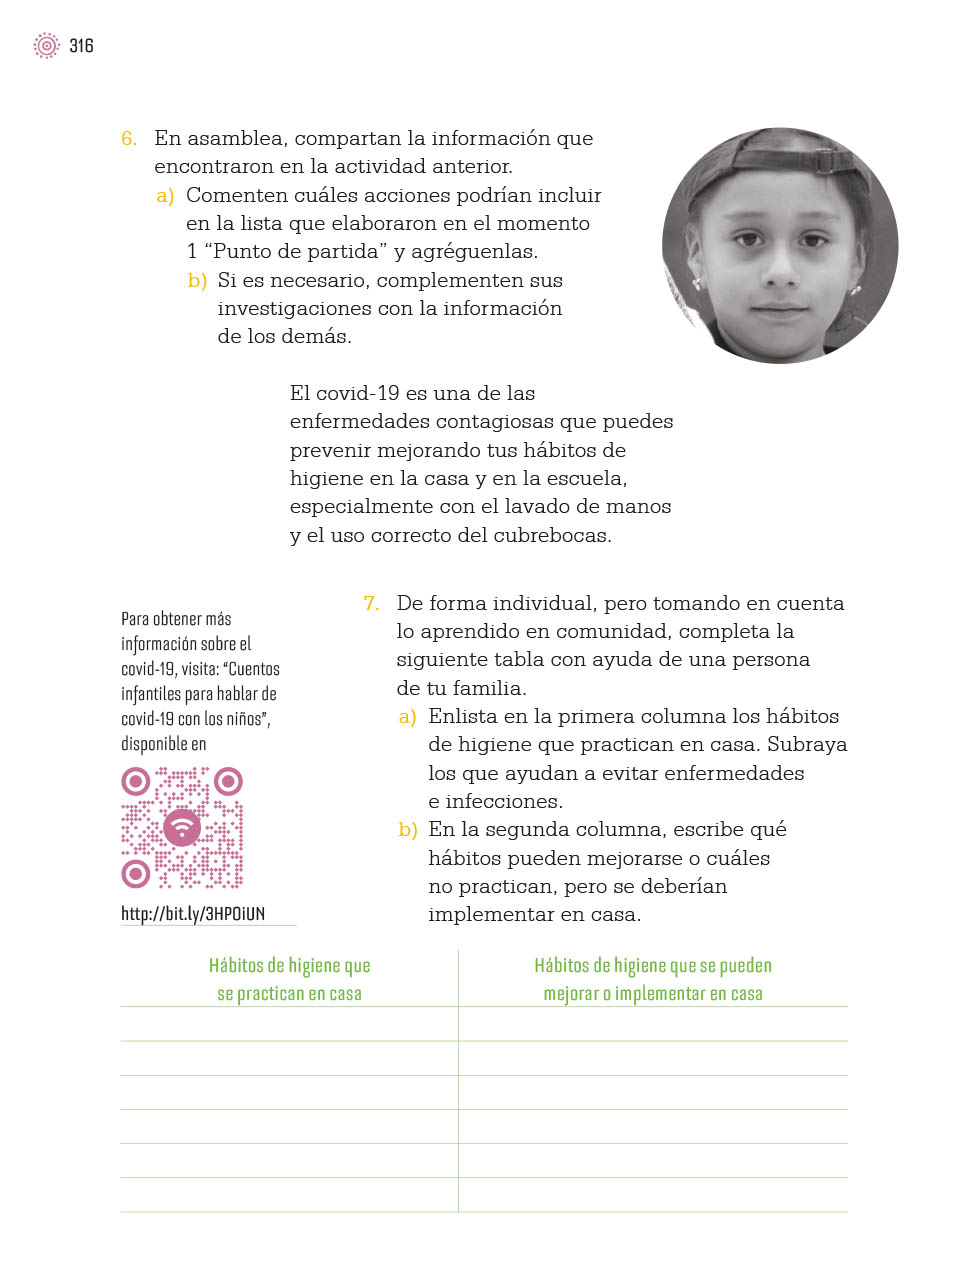 316
6. En asamblea, compartan la información que
encontraron en la actividad anterior.
a) Comenten cuáles acciones podrían incluir
en la lista que elaboraron en el momento
1 “Punto de partida” y agréguenlas.
b) Si es necesario, complementen sus
investigaciones con la información
de los demás.
El covid-19 es una de las
enfermedades contagiosas que puedes
prevenir mejorando tus hábitos de
higiene en la casa y en la escuela,
especialmente con el lavado de manos
y el uso correcto del cubrebocas.
Para obtener más
información sobre el
covid-19, visita: “Cuentos
infantiles para hablar de
covid-19 con los niños”,
disponible en
http://bit.ly/3HPOiUN
7. De forma individual, pero tomando en cuenta
lo aprendido en comunidad, completa la
siguiente tabla con ayuda de una persona
de tu familia.
a) Enlista en la primera columna los hábitos
de higiene que practican en casa. Subraya
los que ayudan a evitar enfermedades
e infecciones.
b) En la segunda columna, escribe qué
hábitos pueden mejorarse o cuáles
no practican, pero se deberían
implementar en casa.
Hábitos de higiene que
se practican en casa
Hábitos de higiene que se pueden
mejorar o implementar en casa